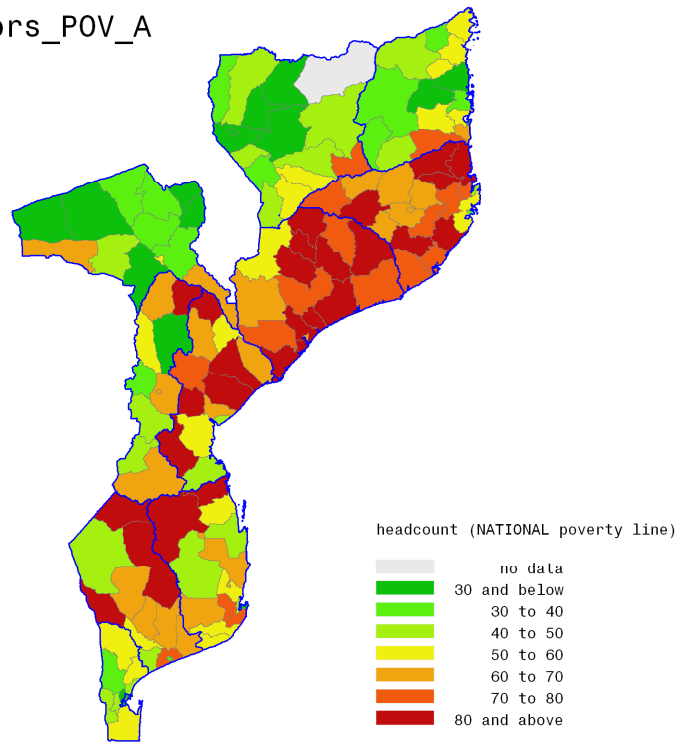 ors_POV_A
headcount (NATIONAL poverty line)
no data
30 and below
30 to 40
40 to 50
50 to 60
60 to 70
70 to 80
80 and above